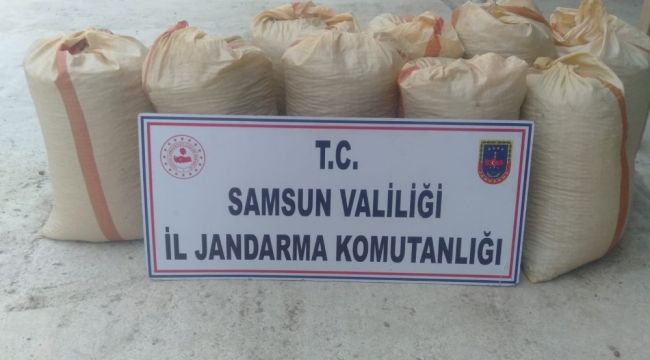 T.C.
SAMSUN VALİLİĞİ
İL JANDARMA KOMUTANLIĞI